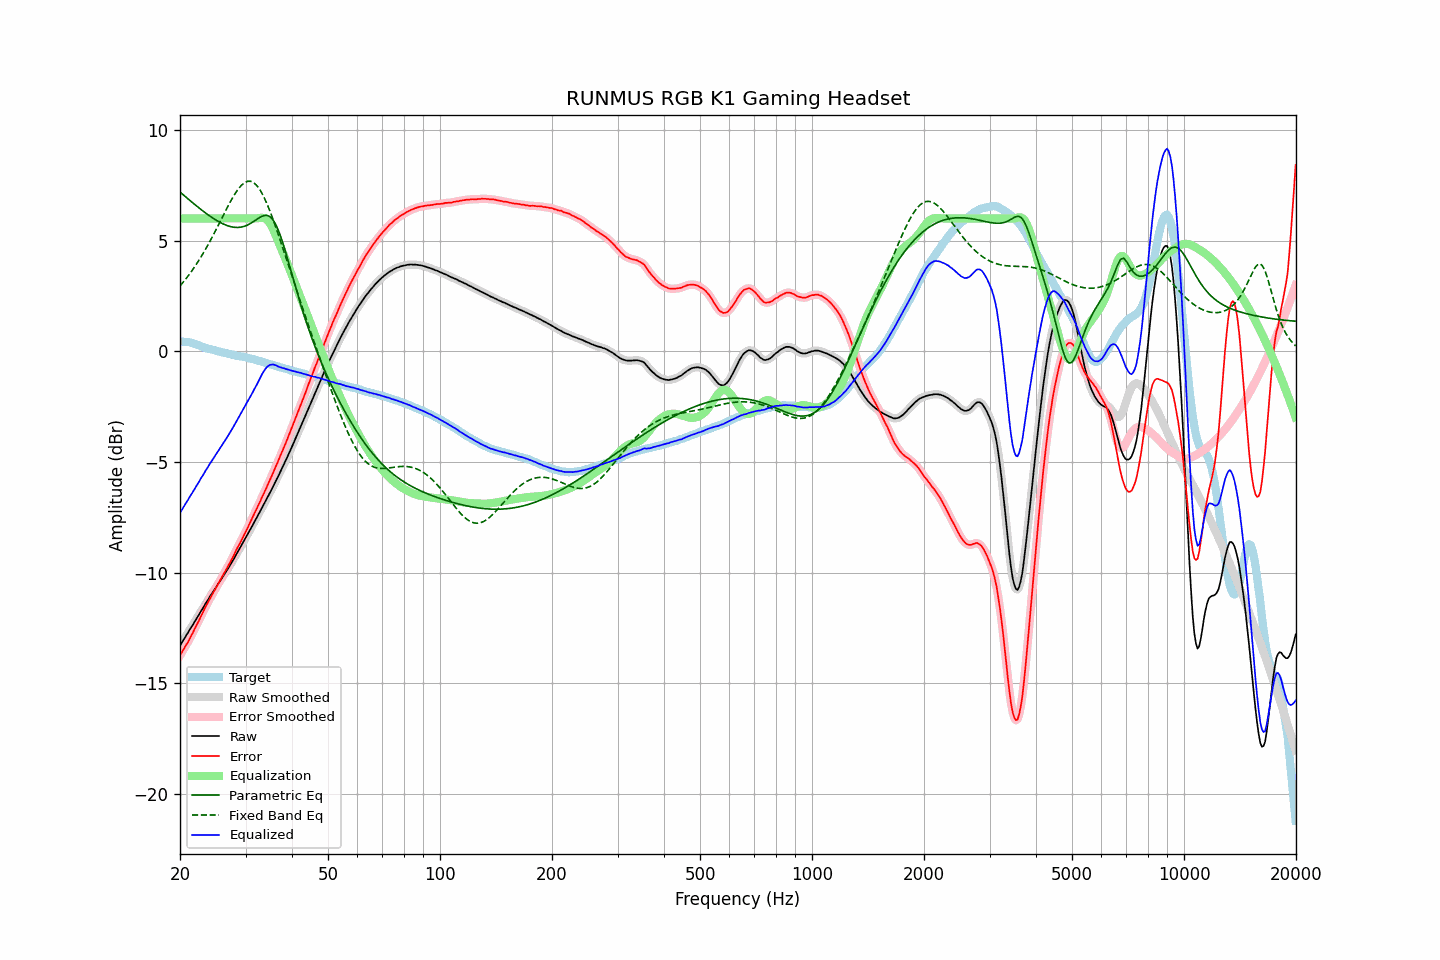 RUNMUS RGB K1 Gaming Headset
10
5
0
−5
−10
−15
−20
Amplitude (dBr)
Target
Raw Smoothed
Error Smoothed
Raw
Error
Equalization
Parametric Eq
Fixed Band Eq
Equalized
20
50
100
200
500
1000
2000
5000
10000
20000
Frequency (Hz)